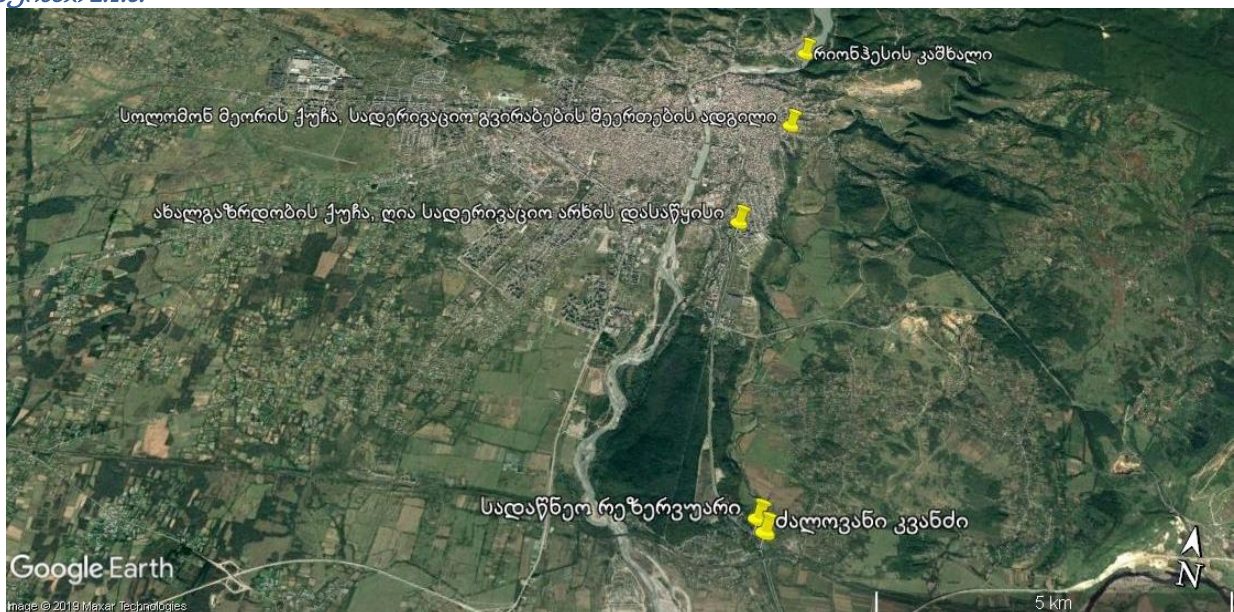 რიონჰესის კაშხალი
სოლომონ მეორის ქუჩა, სადერივაციო გვირაბების შეერთების ადგილი
ახალგაზრდობის ქუჩა, ღია სადერივაციო არხის დასაწყისი
სადაწნეო რეზერვუარი
ძალოვანი კვანძი
Google Earth
N
Image © 2019 Maxar Technologies
5 km